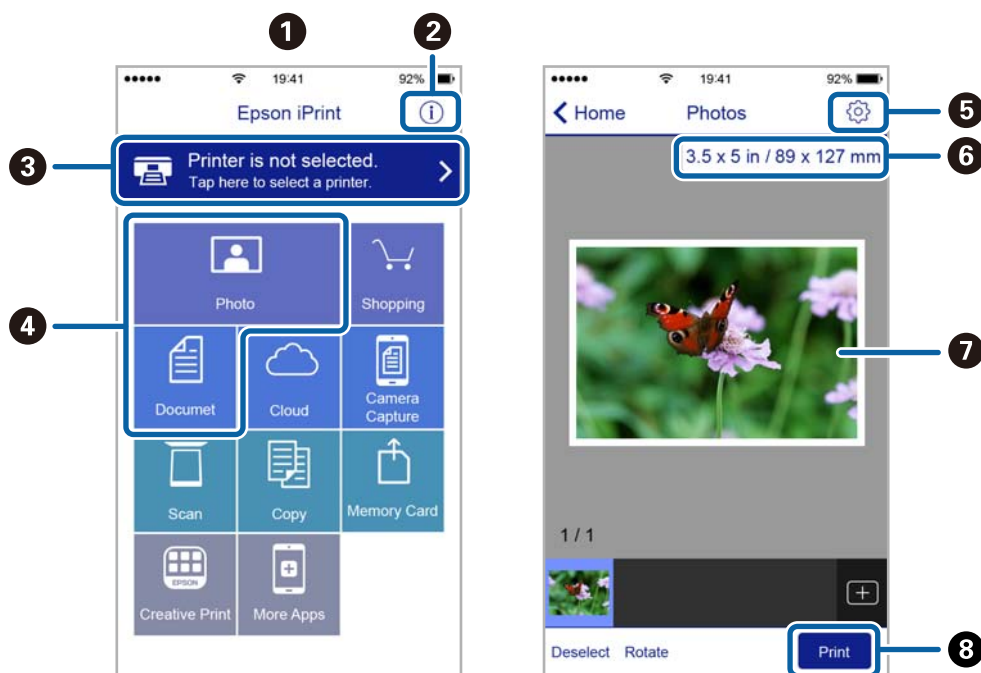 1
2
19:41
92%
Epson iPrint
i
3
Printer is not selected.
Tap here to select a printer.
4
Photo
Shopping
Documet
Cloud
Camera
Capture
Scan
Copy
Memory Card
EPSON
Creative Print
More Apps
19:41
92%
Home
Photos
5
3.5 x 5 in / 89 x 127 mm
6
7
1 / 1
Deselect
Rotate
Print
8